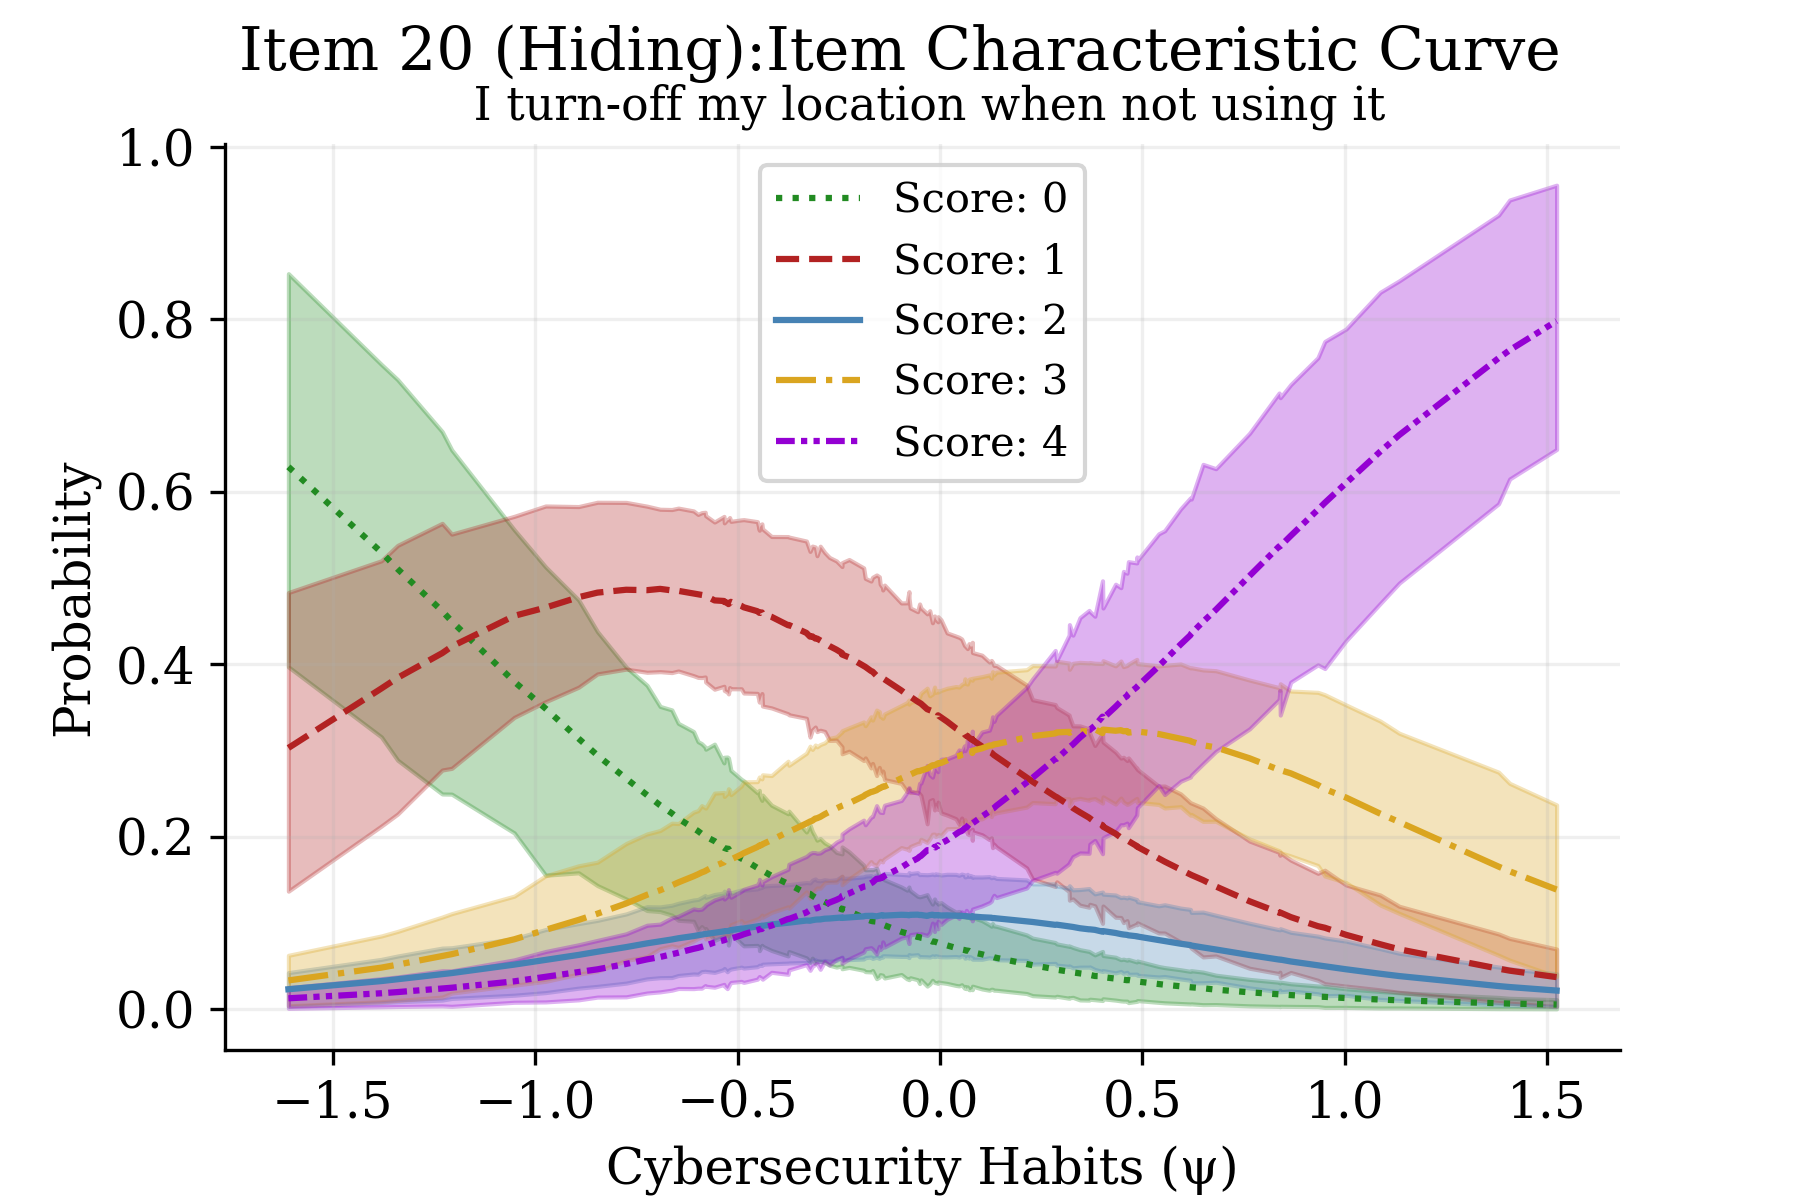 Item 20 (Hiding):Item Characteristic Curve
I turn-off my location when not using it
1.0
0.8
0.6
0.4
0.2
0.0
Probability
Score: 0
Score: 1
Score: 2
Score: 3
Score: 4
−1.5
−1.0
−0.5
0.0
0.5
1.0
1.5
Cybersecurity Habits (ψ)